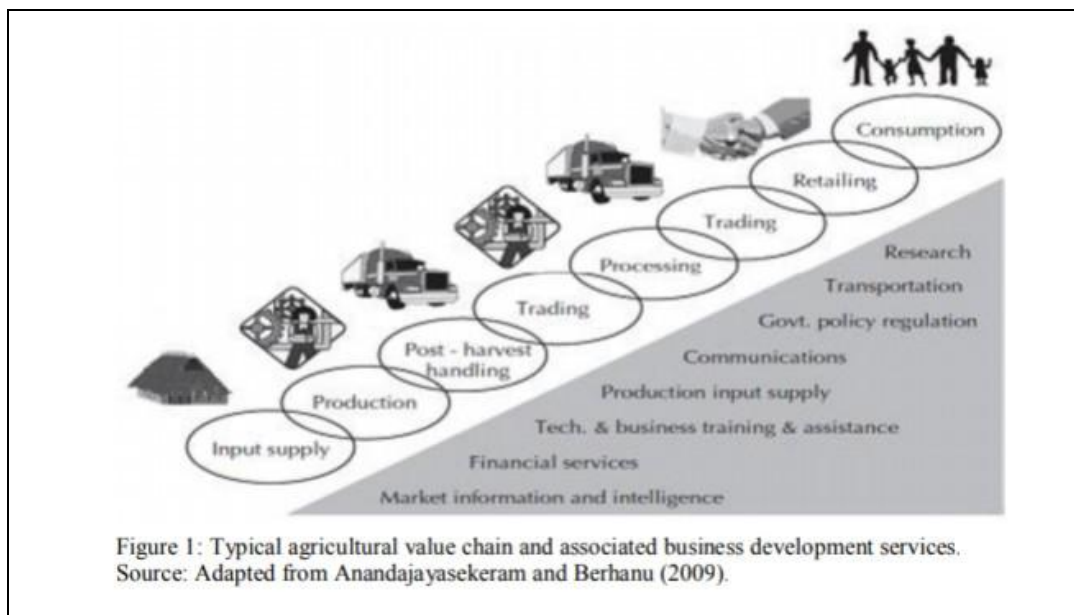 Consumption
Retailing
Trading
Processing
Trading
Post - harvest
handling
Production
Input supply
Research
Transportation
Govt. policy regulation
Communications
Production input supply
Tech. & business training & assistance
Financial services
Market information and intelligence
Figure 1: Typical agricultural value chain and associated business development services.
Source: Adapted from Anandajayasekeram and Berhanu (2009).